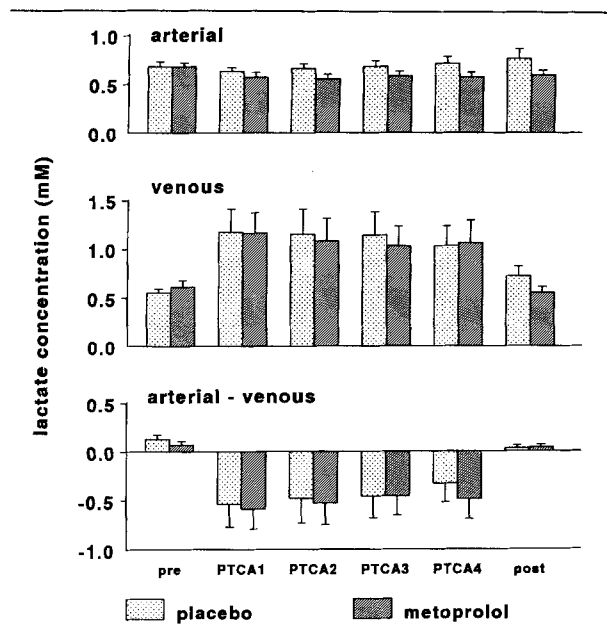 arterial
1.0
0.5
0.0
venous
1.5
1.0
0.5
0.0
lactate concentration (mM)
arterial - venous
0.5
0.0
-0.5
-1.0
pre PTCA1 PTCA2 PTCA3 PTCA4 post
placebo metoprolol